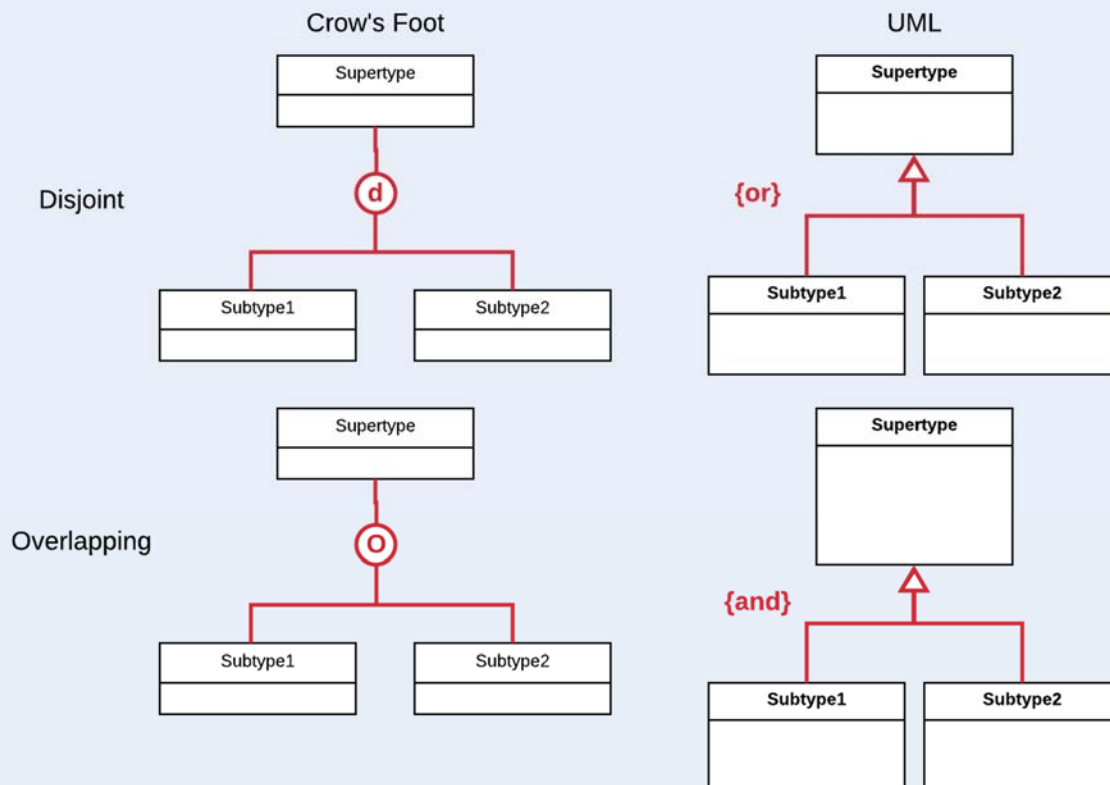 Crow's Foot
UML
Supertype
Supertype
Disjoint
d
{or}
Subtype1
Subtype2
Subtype1
Subtype2
Supertype
Supertype
Overlapping
O
{and}
Subtype1
Subtype2
Subtype1
Subtype2